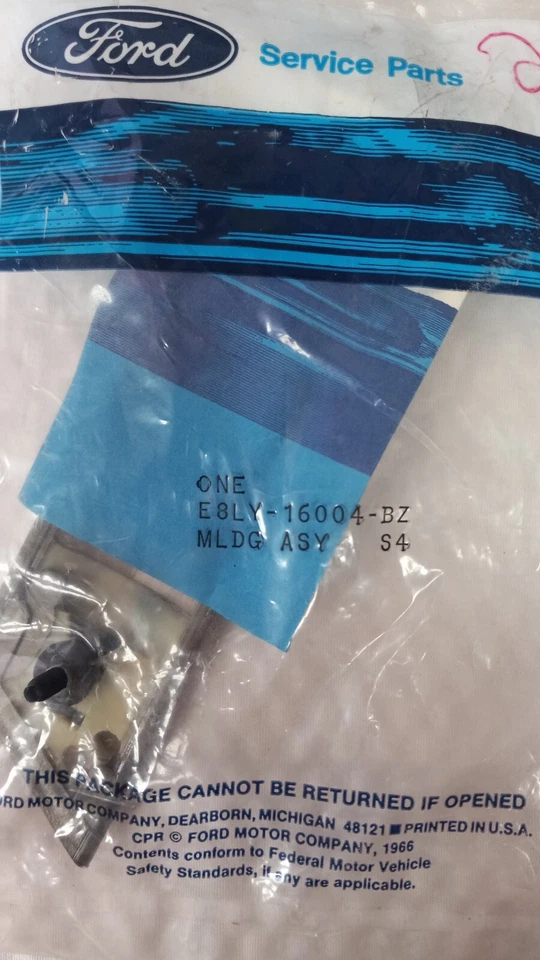 Ford
Service Parts
ONE
E8LY-16004-BZ
MLDG ASY S4
THIS PACKAGE CANNOT BE RETURNED IF OPENED
ORD MOTOR COMPANY, DEARBORN, MICHIGAN 48121 ■ PRINTED IN U.S.A.
CPR © FORD MOTOR COMPANY, 1966
Contents conform to Federal Motor Vehicle
Safety Standards, if any are applicable.